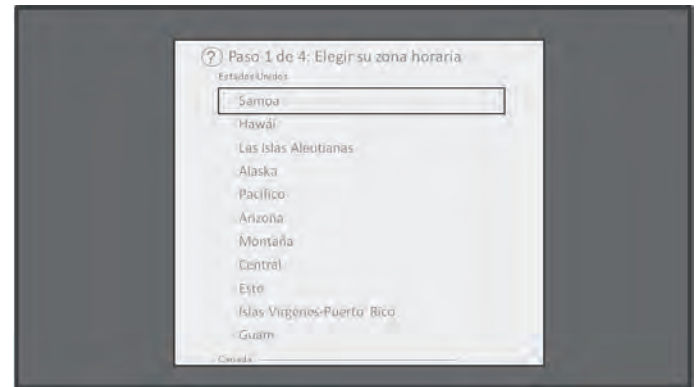 ? Paso 1 de 4: Elegir su zona horaria
Estados Unidos
Samoa
Hawái
Las Islas Aleutianas
Alaska
Pacífico
Arizona
Montaña
Central
Este
Islas Vírgenes-Puerto Rico
Guam
Canada